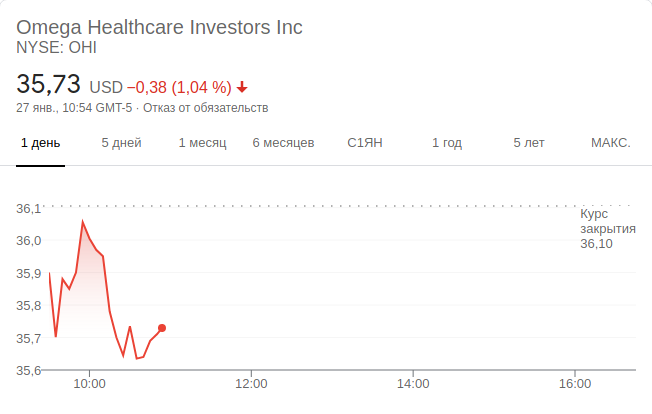 Omega Healthcare Investors Inc
NYSE: OHI
35,73 USD −0,38 (1,04 %)
27 янв., 10:54 GMT-5 · Отказ от обязательств
1 день 5 дней 1 месяц 6 месяцев С1ЯН 1 год 5 лет МАКС.
36,1
Курс
закрытия
36,10
36,0
35,9
35,8
35,7
35,6
10:00 12:00 14:00 16:00